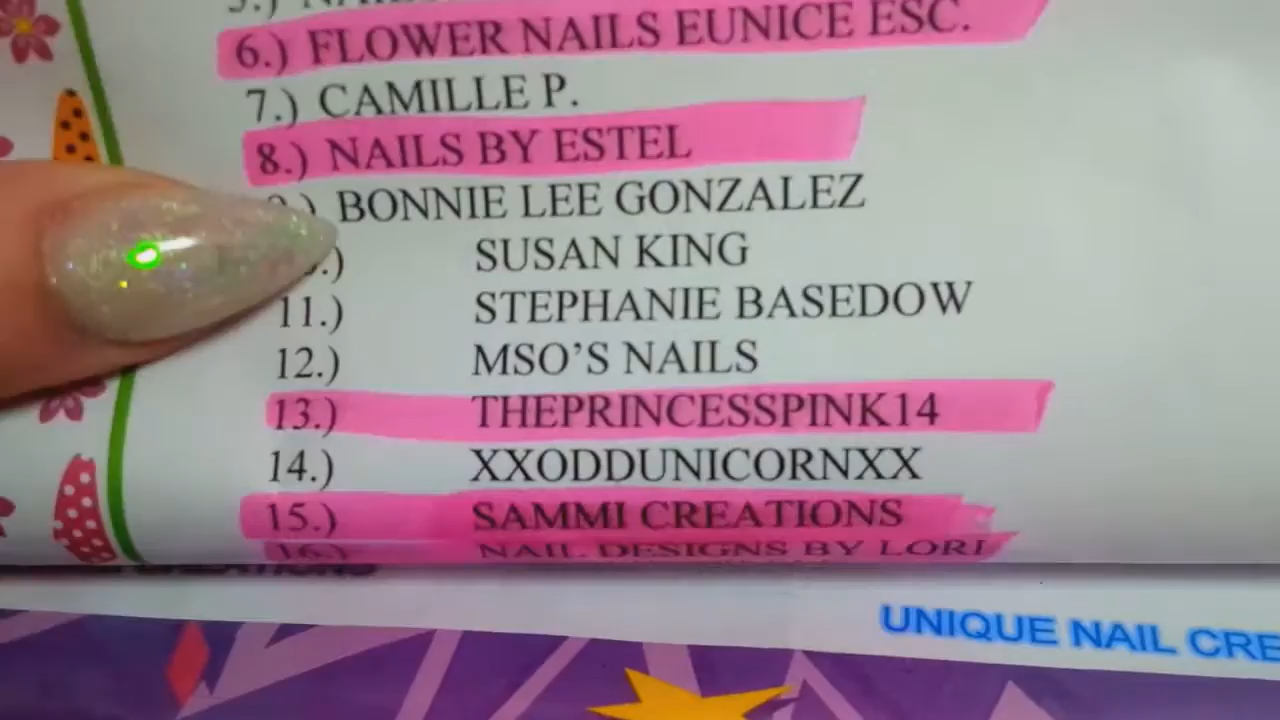 6.) FLOWER NAILS EUNICE ESC.
7.) CAMILLE P.
8.) NAILS BY ESTEL
BONNIE LEE GONZALEZ
SUSAN KING
11.) STEPHANIE BASEDOW
12.) MSO'S NAILS
13.) THEPRINCESSPINK14
14.) XXODDUNICORNXX
15.) SAMMI CREATIONS
16.) NAIL DESIGNS BY LORI
UNIQUE NAIL CRE